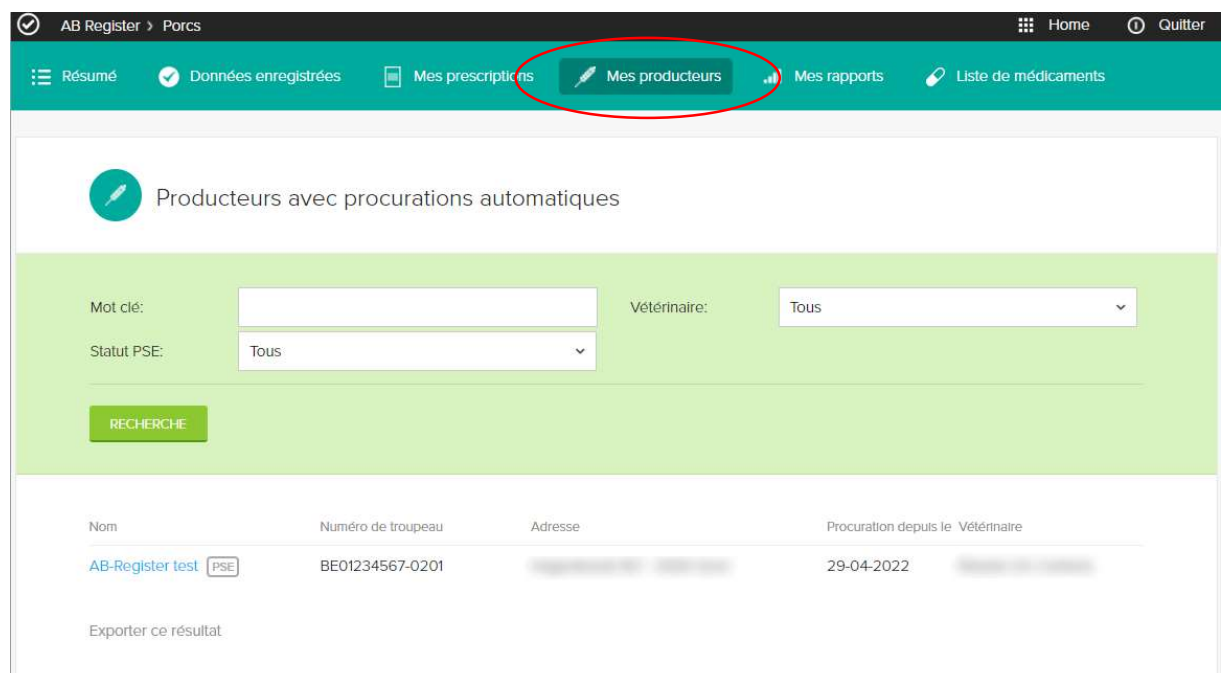 AB Register > Porcs Home Quitter
Résumé Données enregistrées Mes prescriptions Mes producteurs Mes rapports Liste de médicaments
Producteurs avec procurations automatiques
Mot clé: Vétérinaire: Tous
Statut PSE: Tous
RECHERCHE
Nom Numéro de troupeau Adresse Procuration depuis le Vétérinaire
AB-Register test PSE BE01234567-0201 29-04-2022
Exporter ce résultat